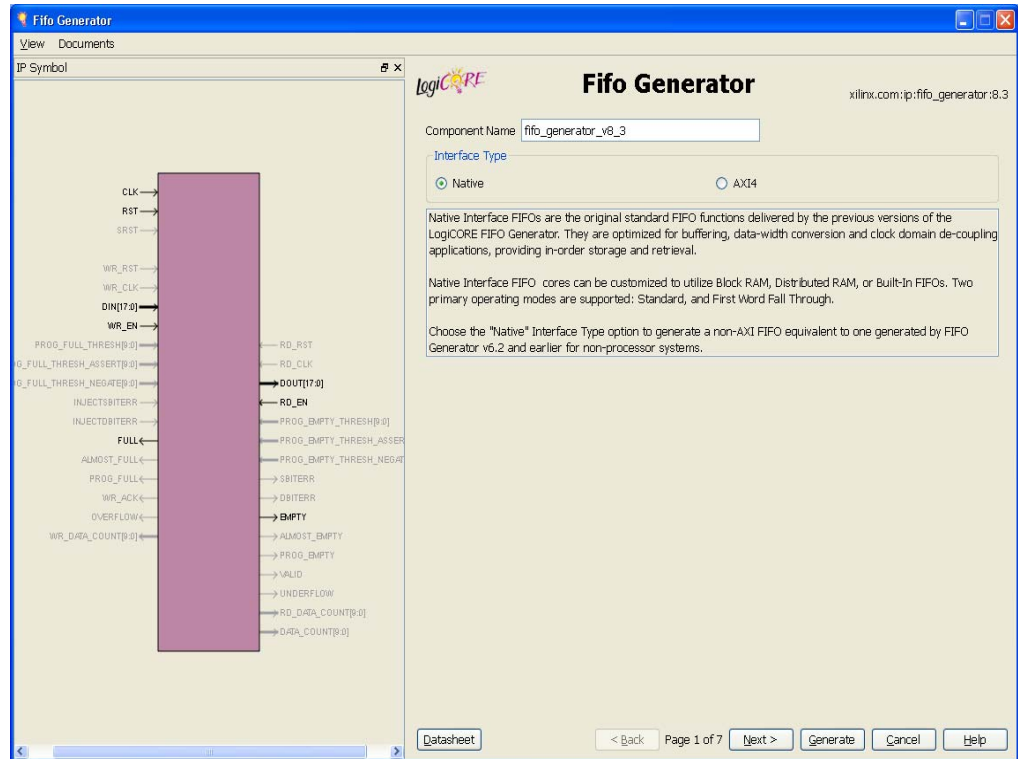 Fifo Generator
View Documents
IP Symbol
CLK
RST
SRST
WR_RST
WR_CLK
DIN[17:0]
WR_EN
PROG_FULL_THRESH[9:0]
G_FULL_THRESH_ASSERT[9:0]
G_FULL_THRESH_NEGATE[9:0]
INJECTSBITERR
INJECTDBITERR
FULL
ALMOST_FULL
PROG_FULL
WR_ACK
OVERFLOW
WR_DATA_COUNT[9:0]
RD_RST
RD_CLK
DOUT[17:0]
RD_EN
PROG_EMPTY_THRESH[9:0]
PROG_EMPTY_THRESH_ASSER
PROG_EMPTY_THRESH_NEGAT
SBITERR
DBITERR
EMPTY
ALMOST_EMPTY
PROG_EMPTY
VALID
UNDERFLOW
RD_DATA_COUNT[9:0]
DATA_COUNT[9:0]
LogiCORE
Fifo Generator
xilinx.com:ip:fifo_generator:8.3
Component Name fifo_generator_v8_3
Interface Type
Native AXI4
Native Interface FIFOs are the original standard FIFO functions delivered by the previous versions of the
LogiCORE FIFO Generator. They are optimized for buffering, data-width conversion and clock domain de-coupling
applications, providing in-order storage and retrieval.
Native Interface FIFO cores can be customized to utilize Block RAM, Distributed RAM, or Built-In FIFOs. Two
primary operating modes are supported: Standard, and First Word Fall Through.
Choose the "Native" Interface Type option to generate a non-AXI FIFO equivalent to one generated by FIFO
Generator v6.2 and earlier for non-processor systems.
Datasheet < Back Page 1 of 7 Next > Generate Cancel Help